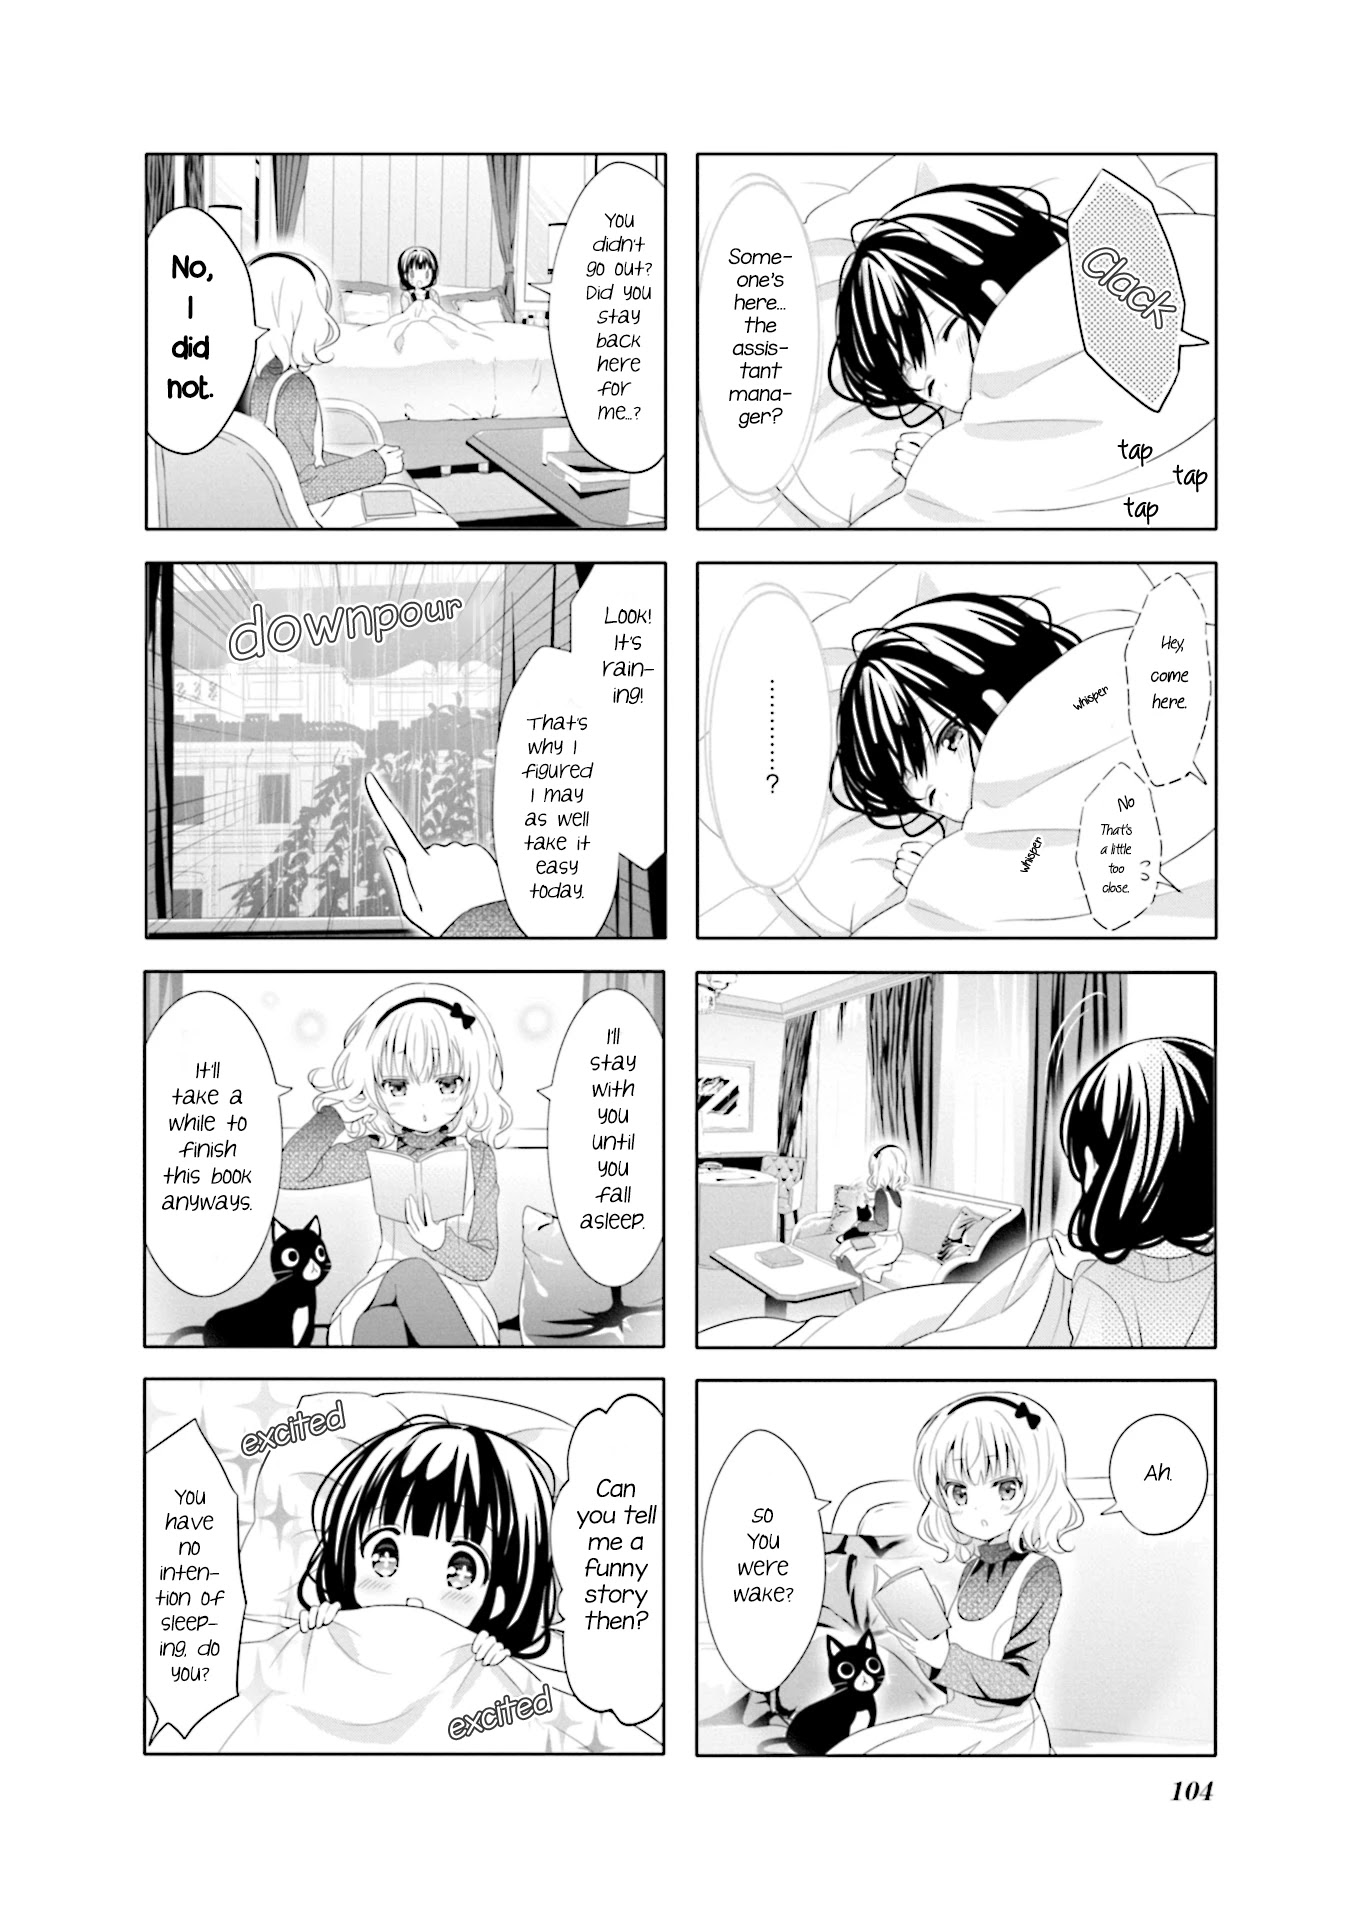 Clack
Some-
one's
here...
the
assis-
tant
mana-
ger?
tap
tap
tap
Hey,
come
here.
whisper
No
That's
a little
too
close.
whisper
............?
Ah.
SO
YOU
WERE
WAKE?
You
didn't
go out?
Did you
stay
back
here
for
me...?
No,
I
did
not.
Look!
It's
rain-
ing!
That's
why I
figured
I may
as well
take it
easy
today.
downpour
I'll
stay
with
you
until
you
fall
asleep.
It'll
take a
while to
finish
this book
anyways.
Can
you tell
me a
funny
story
then?
excited
excited
You
have
no
inten-
tion of
sleep-
ing, do
you?
104